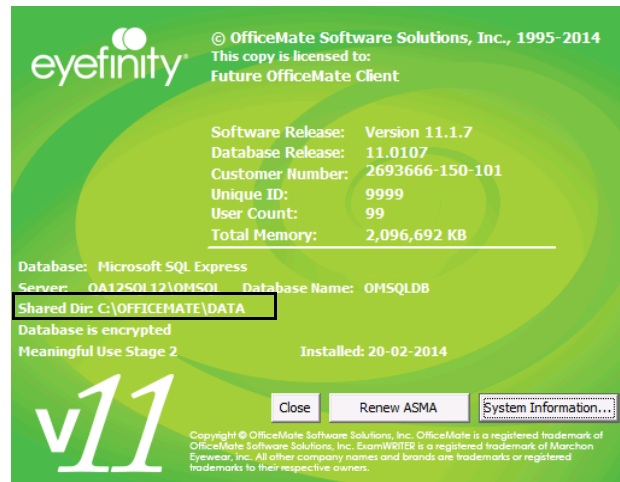 eyefinity
© OfficeMate Software Solutions, Inc., 1995-2014
This copy is licensed to:
Future OfficeMate Client
Software Release: Version 11.1.7
Database Release: 11.0107
Customer Number: 2693666-150-101
Unique ID: 9999
User Count: 99
Total Memory: 2,096,692 KB
Database: Microsoft SQL Express
Server: OA12SQL12\OMSQL Database Name: OMSQLDB
Shared Dir: C:\OFFICEMATE\DATA
Database is encrypted
Meaningful Use Stage 2 Installed: 20-02-2014
v11
Close Renew ASMA System Information...
Copyright © OfficeMate Software Solutions, Inc. OfficeMate is a registered trademark of
OfficeMate Software Solutions, Inc. ExamWRITER is a registered trademark of Marchon
Eyewear, Inc. All other company names and brands are trademarks or registered
trademarks to their respective owners.